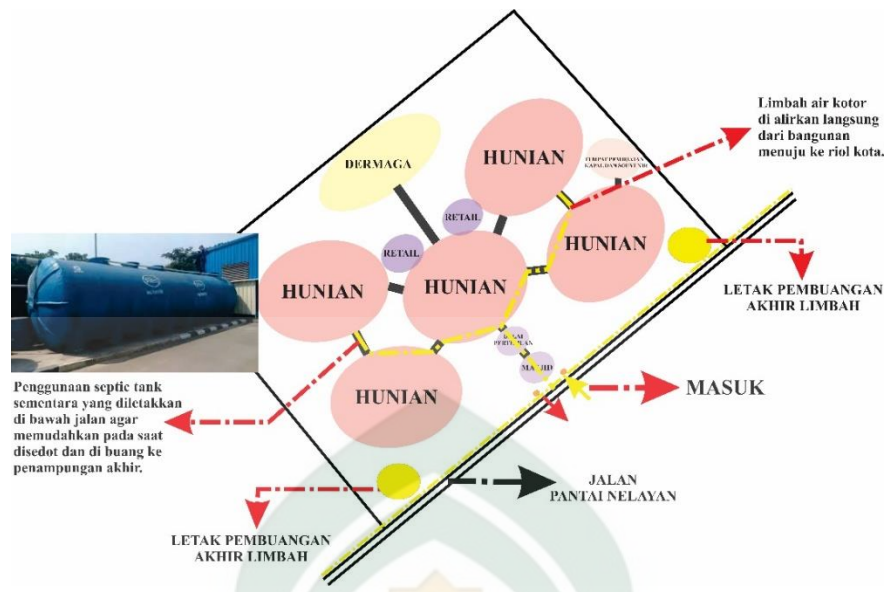 Limbah air kotor
di alirkan langsung
dari bangunan
menuju ke riol kota.
HUNIAN
DERMAGA
RETAIL
HUNIAN
RETAIL
HUNIAN
HUNIAN
LETAK PEMBUANGAN
AKHIR LIMBAH
MASJID
HUNIAN
MASUK
Penggunaan septic tank
sementara yang diletakkan
di bawah jalan agar
memudahkan pada saat
disedot dan di buang ke
penampungan akhir.
JALAN
PANTAI NELAYAN
LETAK PEMBUANGAN
AKHIR LIMBAH